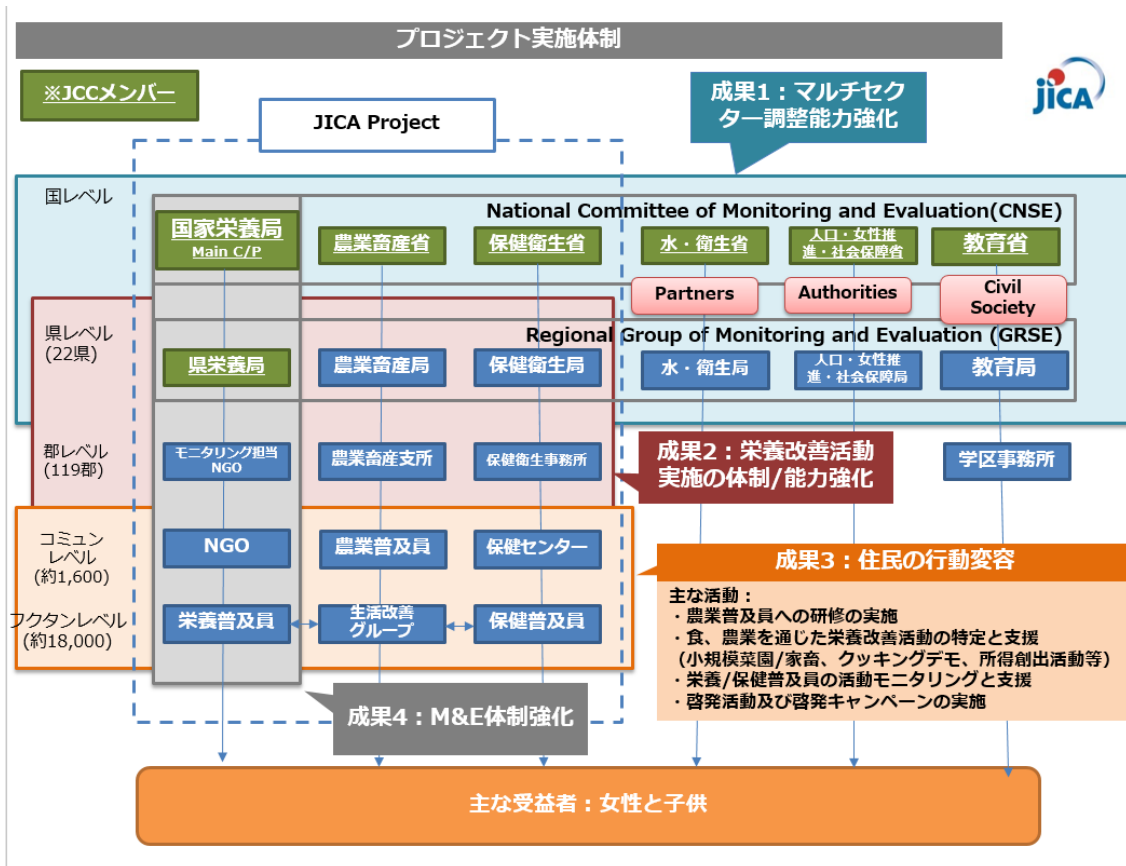 プロジェクト実施体制
※JCCメンバー
JICA Project
成果1：マルチセク
ター調整能力強化
jICA
国レベル
National Committee of Monitoring and Evaluation(CNSE)
国家栄養局
Main C/P
農業畜産省
保健衛生省
水・衛生省
人口・女性推
進・社会保障省
教育省
Partners
Authorities
Civil
Society
県レベル
(22県)
Regional Group of Monitoring and Evaluation (GRSE)
県栄養局
農業畜産局
保健衛生局
水・衛生局
人口・女性推
進・社会保障局
教育局
郡レベル
(119郡)
モニタリング担当
NGO
農業畜産支所
保健衛生事務所
成果2：栄養改善活動
実施の体制/能力強化
学区事務所
コミューン
レベル
(約1,600)
NGO
農業普及員
保健センター
成果3：住民の行動変容
主な活動：
・農業普及員への研修の実施
・食、農業を通じた栄養改善活動の特定と支援
(小規模菜園/家畜、クッキングデモ、所得創出活動等)
・栄養/保健普及員の活動モニタリングと支援
・啓発活動及び啓発キャンペーンの実施
フクタンレベル
(約18,000)
栄養普及員
生活改善
グループ
保健普及員
成果4：M&E体制強化
主な受益者：女性と子供